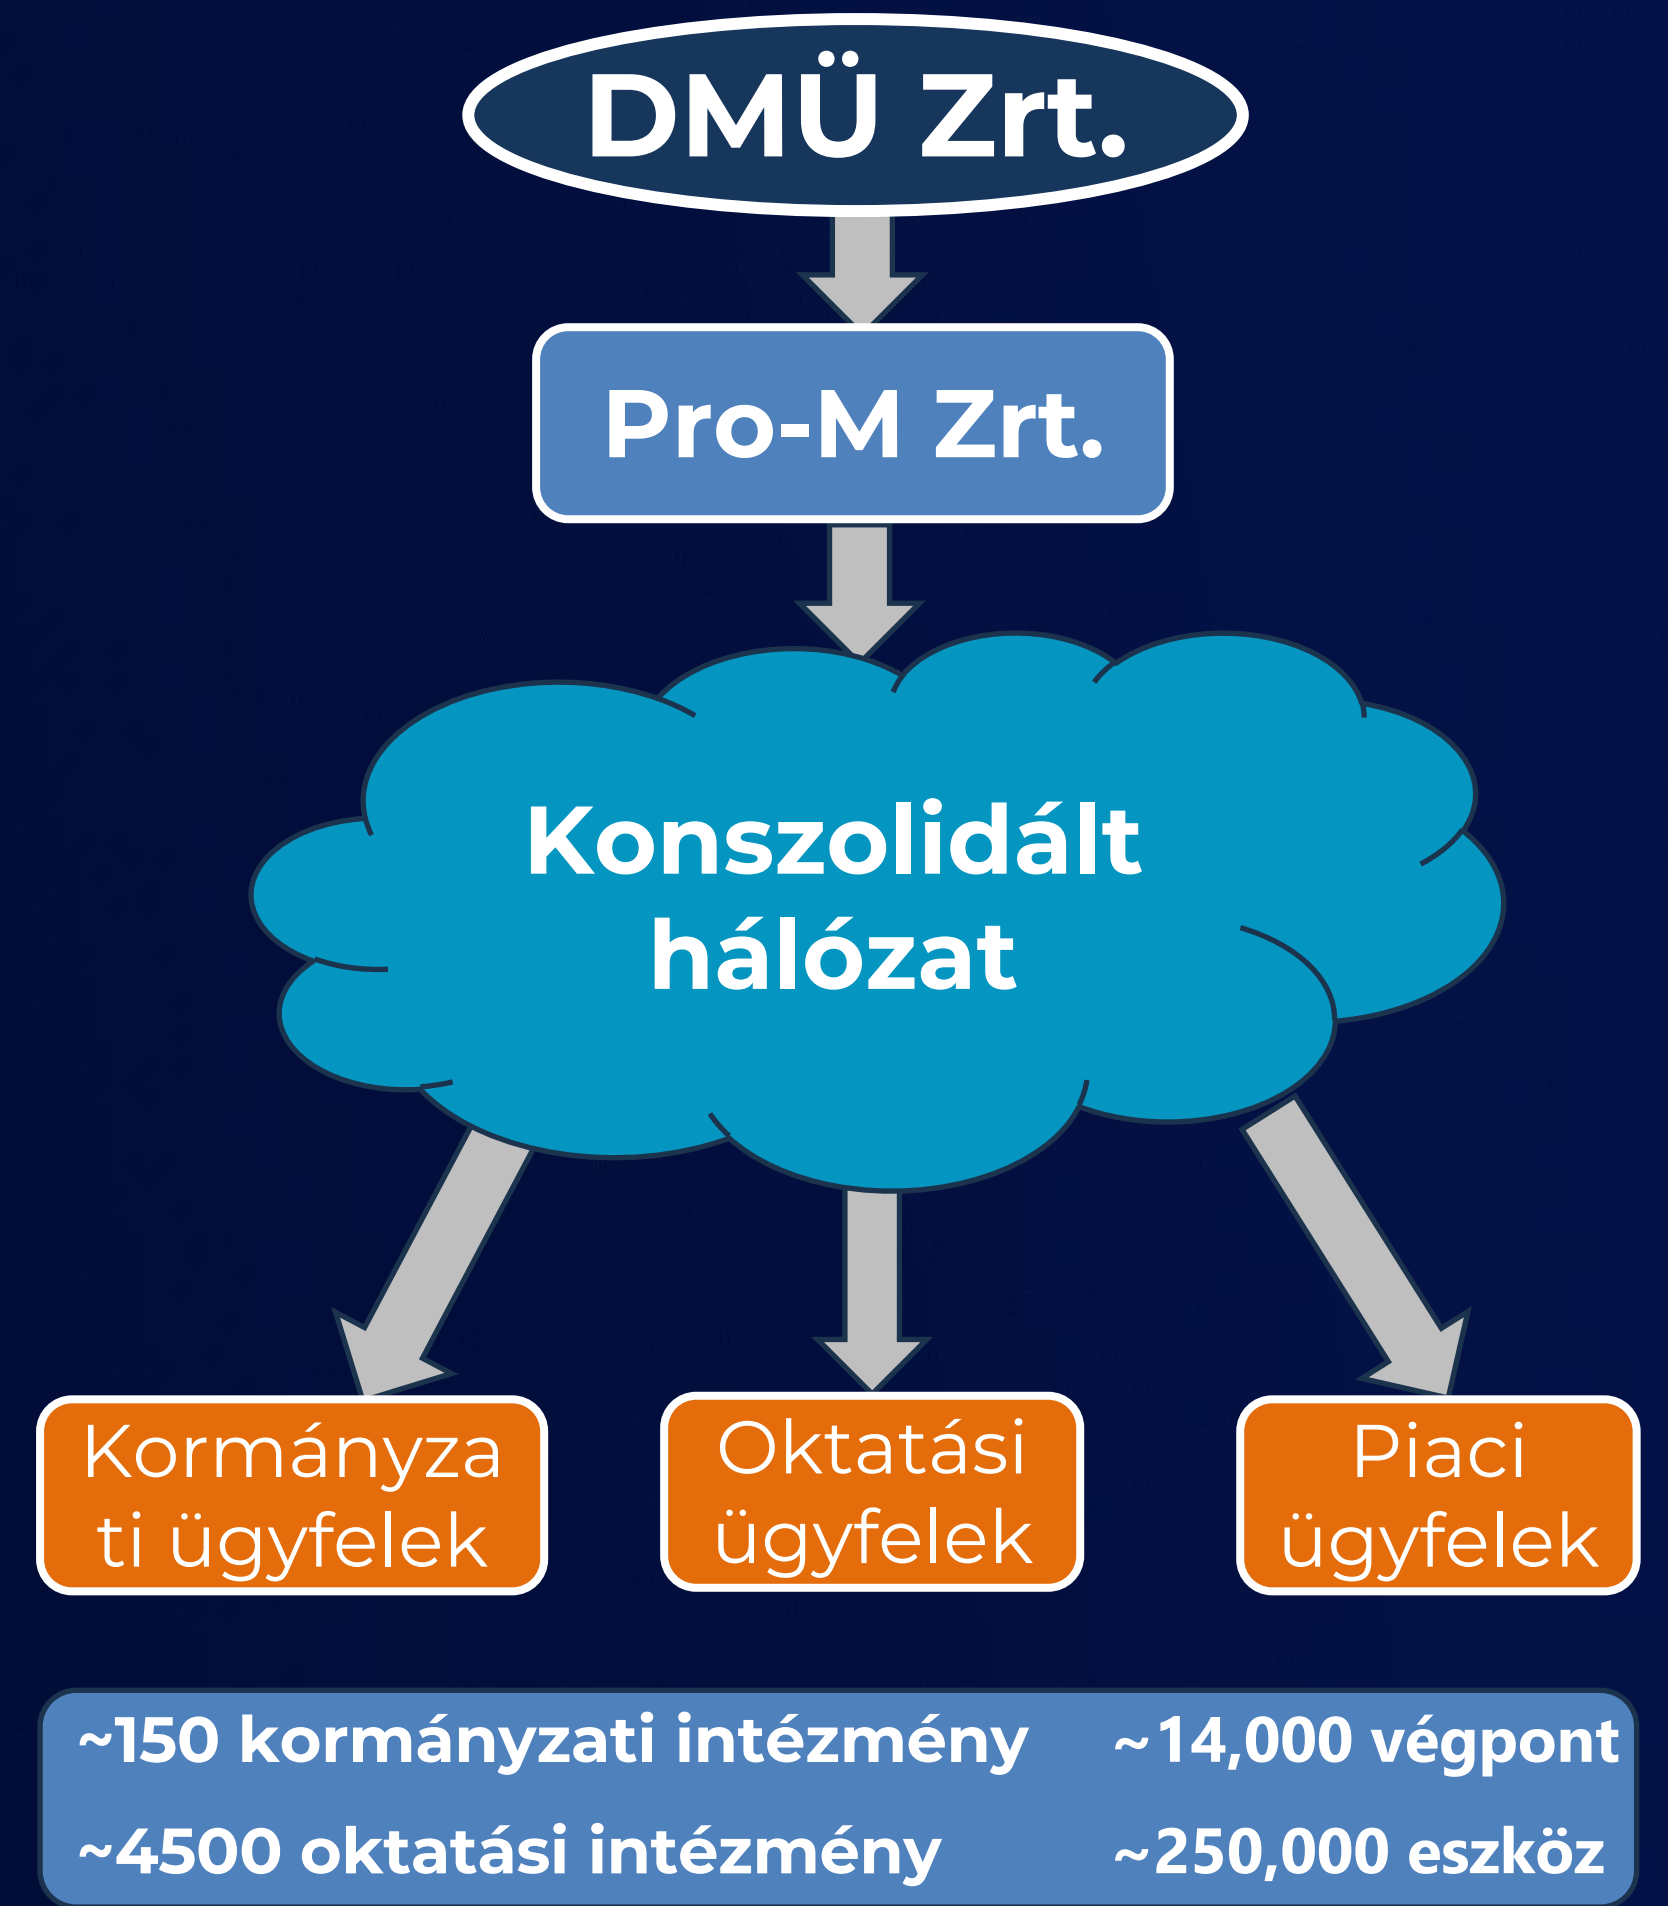 DMÜ Zrt.
Pro-M Zrt.
Konszolidált
hálózat
Kormányza
ti ügyfelek
Oktatási
ügyfelek
Piaci
ügyfelek
~150 kormányzati intézmény ~14,000 végpont
~4500 oktatási intézmény ~250,000 eszköz